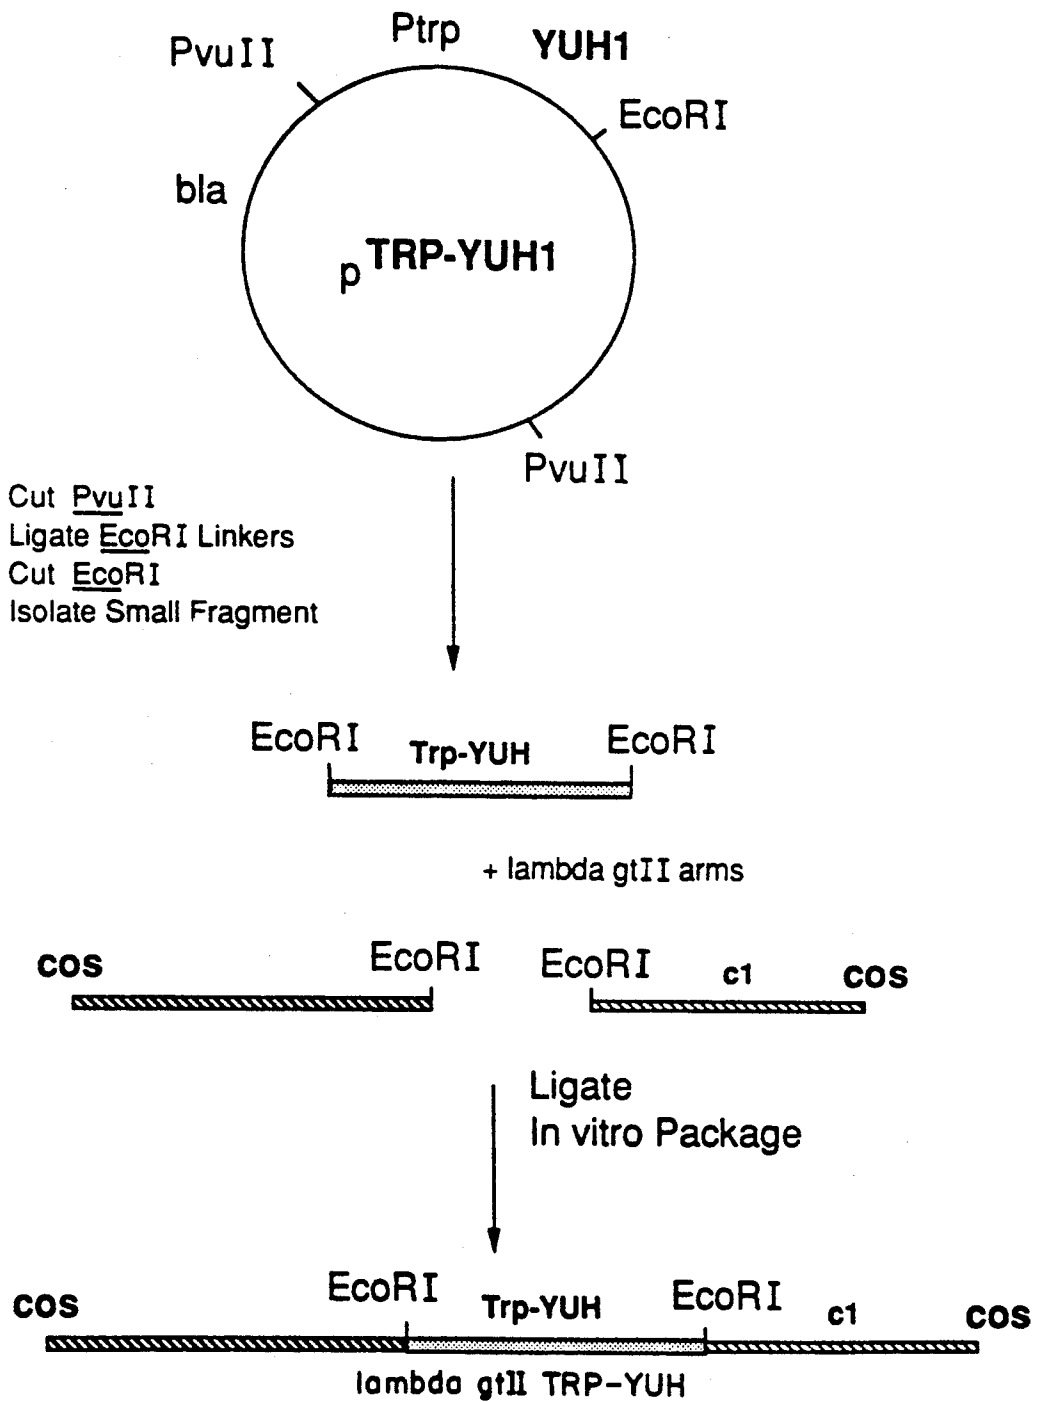 Ptrp
YUH1
PvuII
EcoRI
bla
pTRP-YUH1
PvuII
Cut PvuII
Ligate EcoRI Linkers
Cut EcoRI
Isolate Small Fragment
EcoRI Trp-YUH EcoRI
+ lambda gtII arms
cos EcoRI EcoRI c1 cos
Ligate
In vitro Package
cos EcoRI Trp-YUH EcoRI c1 cos
lambda gtII TRP-YUH